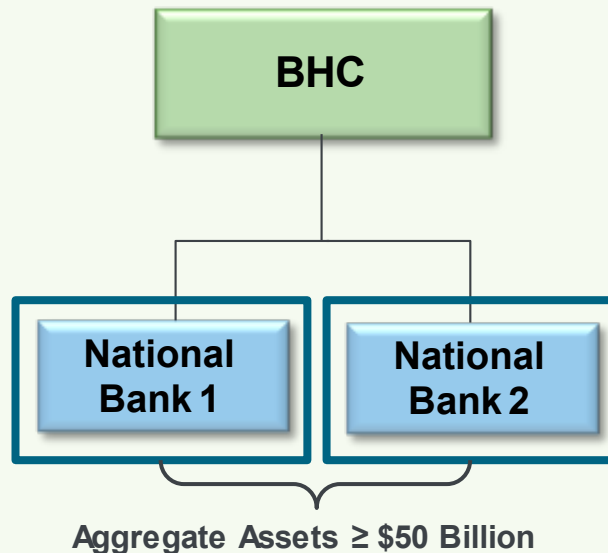 BHC
National
Bank 1
National
Bank 2
Aggregate Assets ≥ $50 Billion